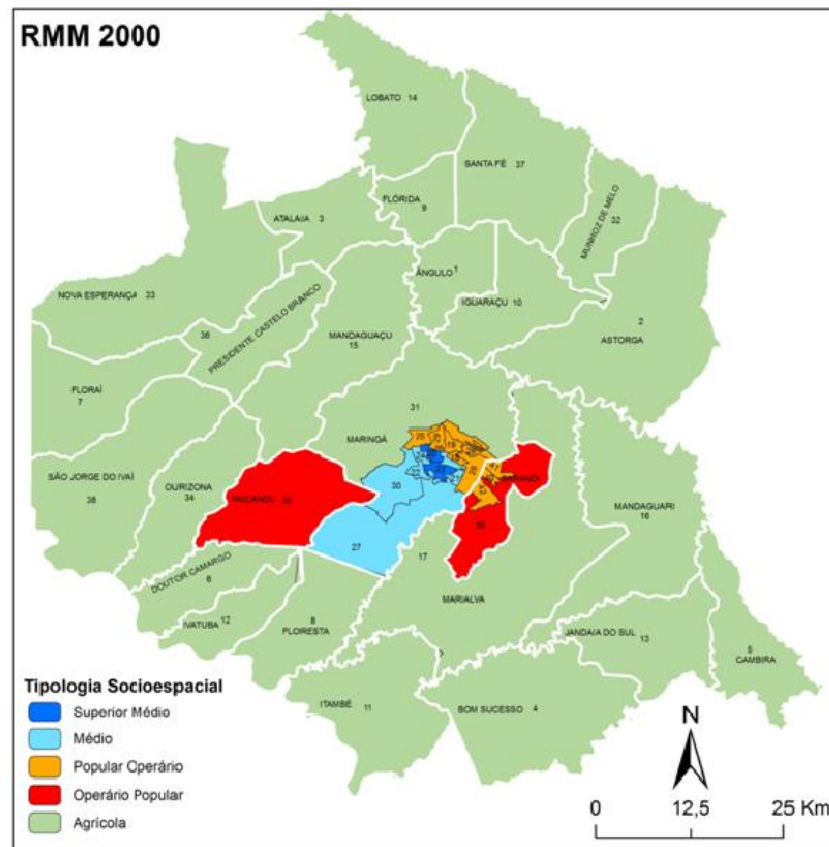 RMM 2000
LOBATO 14
SANTA FÉ 37
FLÓRIDA
9
MUNHOZ DE MELO
32
ATALAIA 3
ÂNGULO 1
NOVA ESPERANÇA 33
IGUARAÇU 10
PRESIDENTE CASTELO BRANCO
MANDAGUAÇU
15
2
ASTORGA
FLORAÍ
7
31
MARINGÁ
SÃO JORGE DO IVAÍ
38
OURIZONA
34
30
SARANDI
MANDAGUARI
16
27
17
DOUTOR CAMARGO
6
MARIALVA
IVATUBA 12
8
FLORESTA
JANDAIA DO SUL
13
5
CAMBIRA
ITAMBÉ 11
BOM SUCESSO 4
Tipologia Socioespacial
Superior Médio
Médio
Popular Operário
Operário Popular
Agrícola
N
0 12,5 25 Km